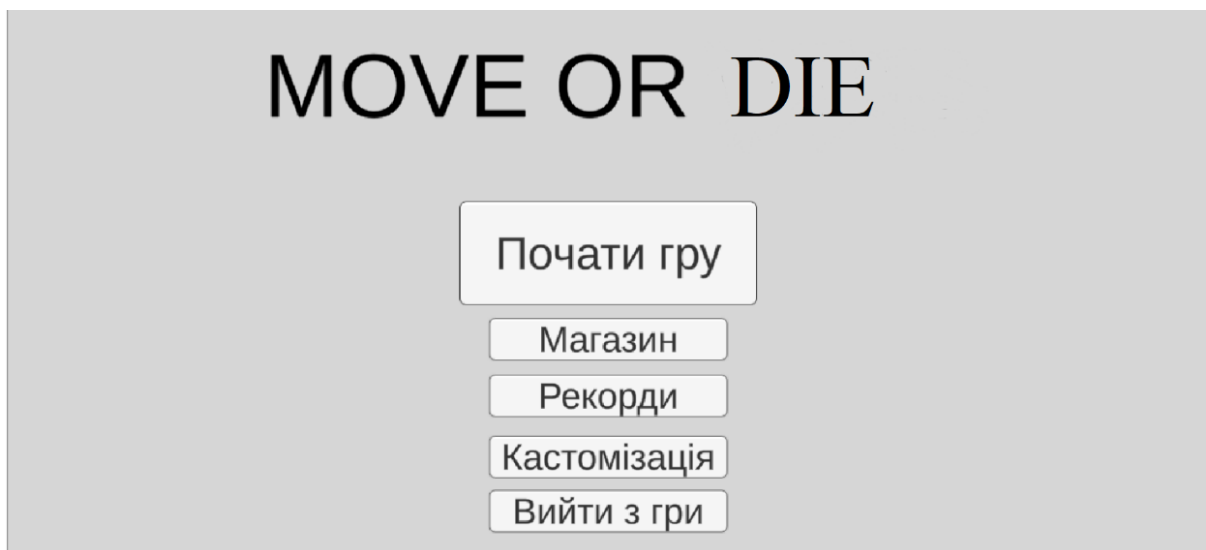 MOVE OR DIE
Почати гру
Магазин
Рекорди
Кастомізація
Вийти з гри